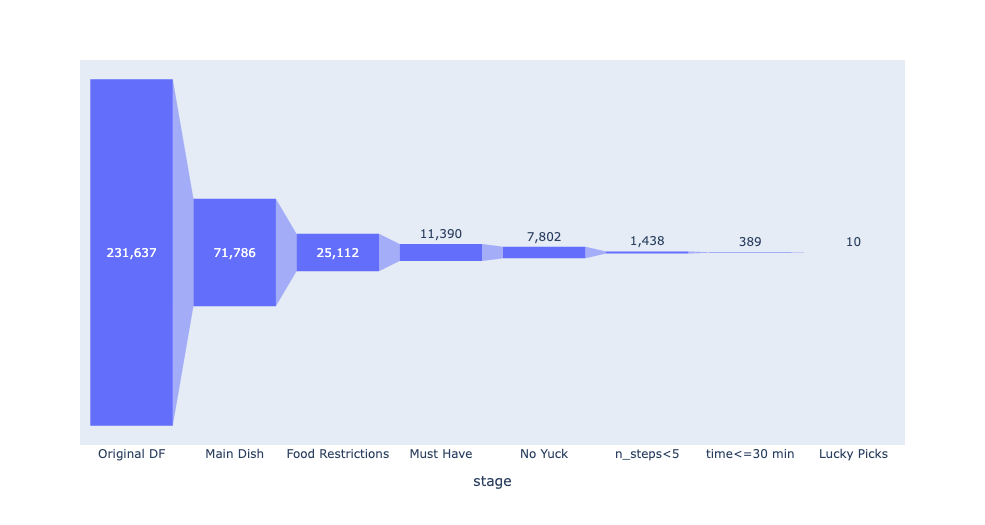 231,637
71,786
25,112
11,390
7,802
1,438
389
10
Original DF
Main Dish
Food Restrictions
Must Have
No Yuck
n_steps<5
time<=30 min
Lucky Picks
stage